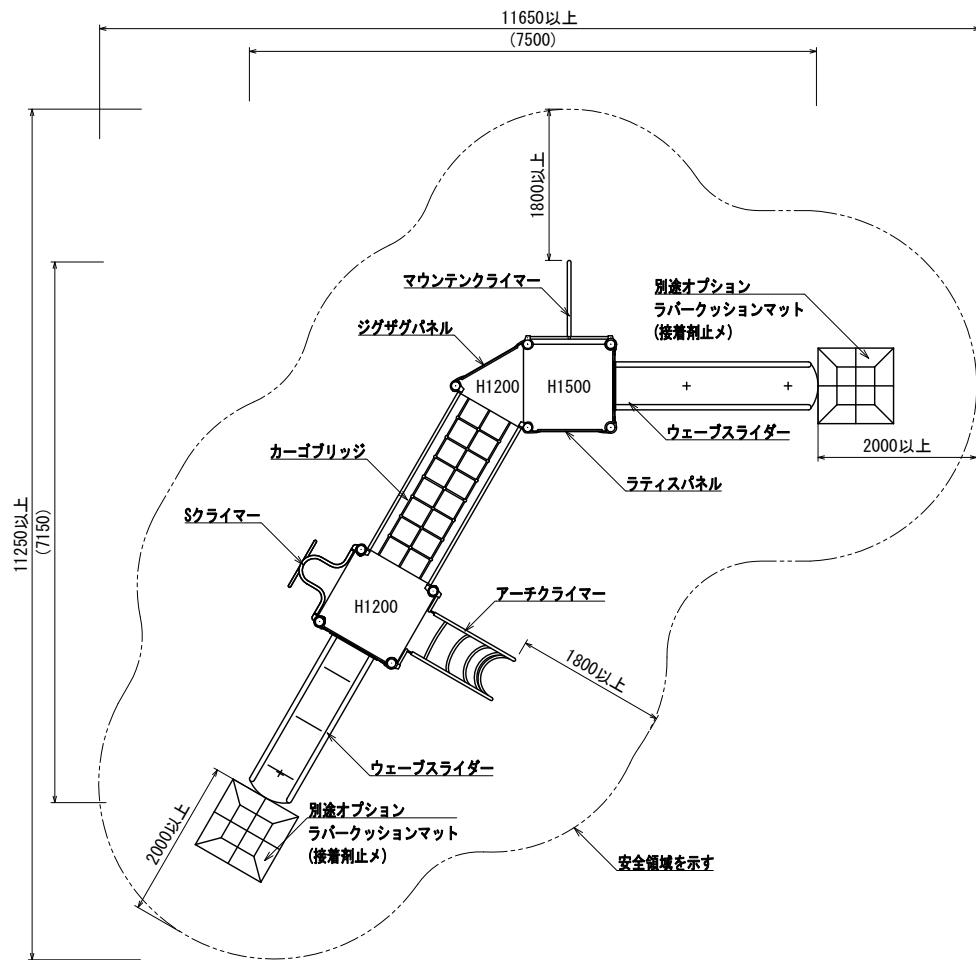 11650以上
(7500)
1800以上
マウンテンクライマー
別途オプション
ラバークッションマット
(接着剤止メ)
ジグザグパネル
H1200
H1500
ウェーブスライダー
2000以上
カーゴブリッジ
ラティスパネル
11250以上
(7150)
Sクライマー
アーチクライマー
H1200
1800以上
ウェーブスライダー
2000以上
別途オプション
ラバークッションマット
(接着剤止メ)
安全領域を示す